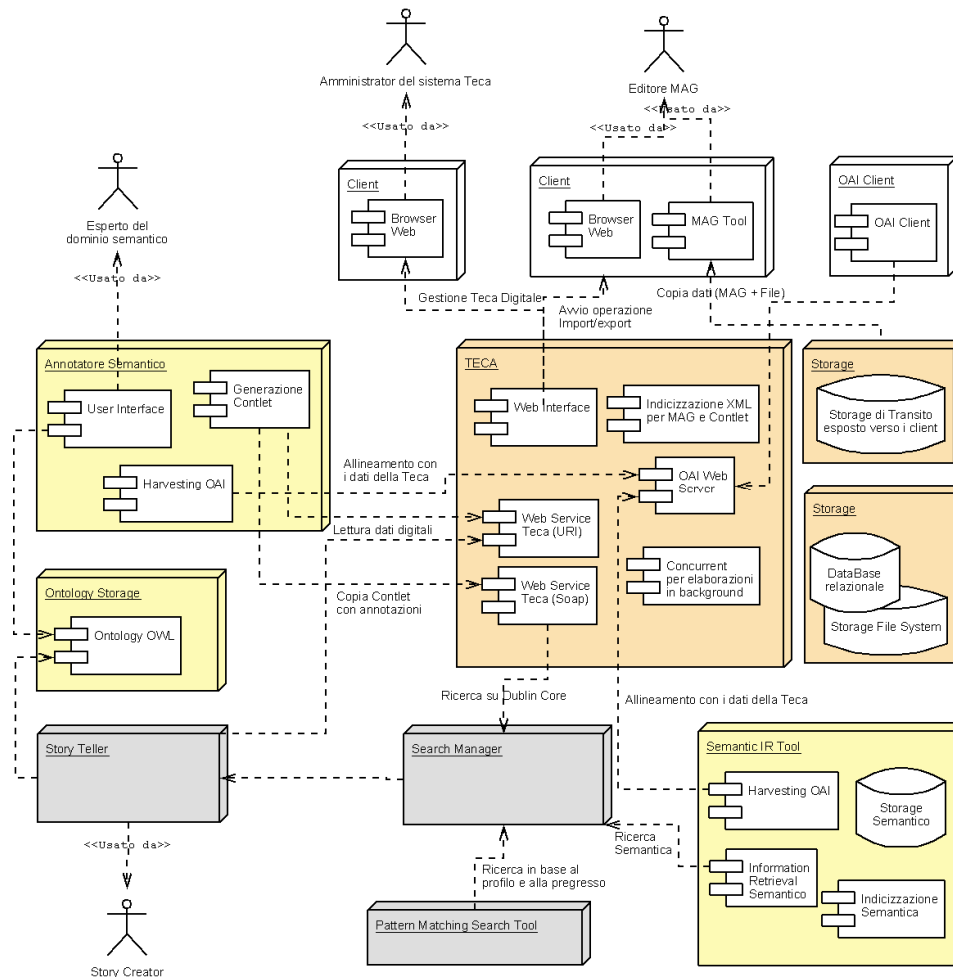 Amministrator del sistema Teca
Editore MAG
<<Usato da>>
<<Usato da>>
<<Usato da>>
Esperto del
dominio semantico
<<Usato da>>
Client
Browser
Web
Client
Browser
Web
MAG Tool
OAI Client
OAI Client
Gestione Teca Digitale
Avvio operazione
Import/export
Copia dati (MAG + File)
Annotatore Semantico
User Interface
Generazione
Contlet
Harvesting OAI
Allineamento con
i dati della Teca
Lettura dati digitali
Copia Contlet
con annotazioni
TECA
Web Interface
Indicizzazione XML
per MAG e Contlet
OAI Web
Server
Web Service
Teca (URI)
Web Service
Teca (Soap)
Concurrent
per elaborazioni
in background
Storage
Storage di Transito
esposto verso i client
Storage
DataBase
relazionale
Storage File System
Ontology Storage
Ontology OWL
Ricerca su Dublin Core
Allineamento con i dati della Teca
Story Teller
Search Manager
Semantic IR Tool
Harvesting OAI
Storage
Semantico
Information
Retrieval
Semantico
Indicizzazione
Semantica
Ricerca
Semantica
<<Usato da>>
Ricerca in base al
profilo e alla pregresso
Pattern Matching Search Tool
Story Creator